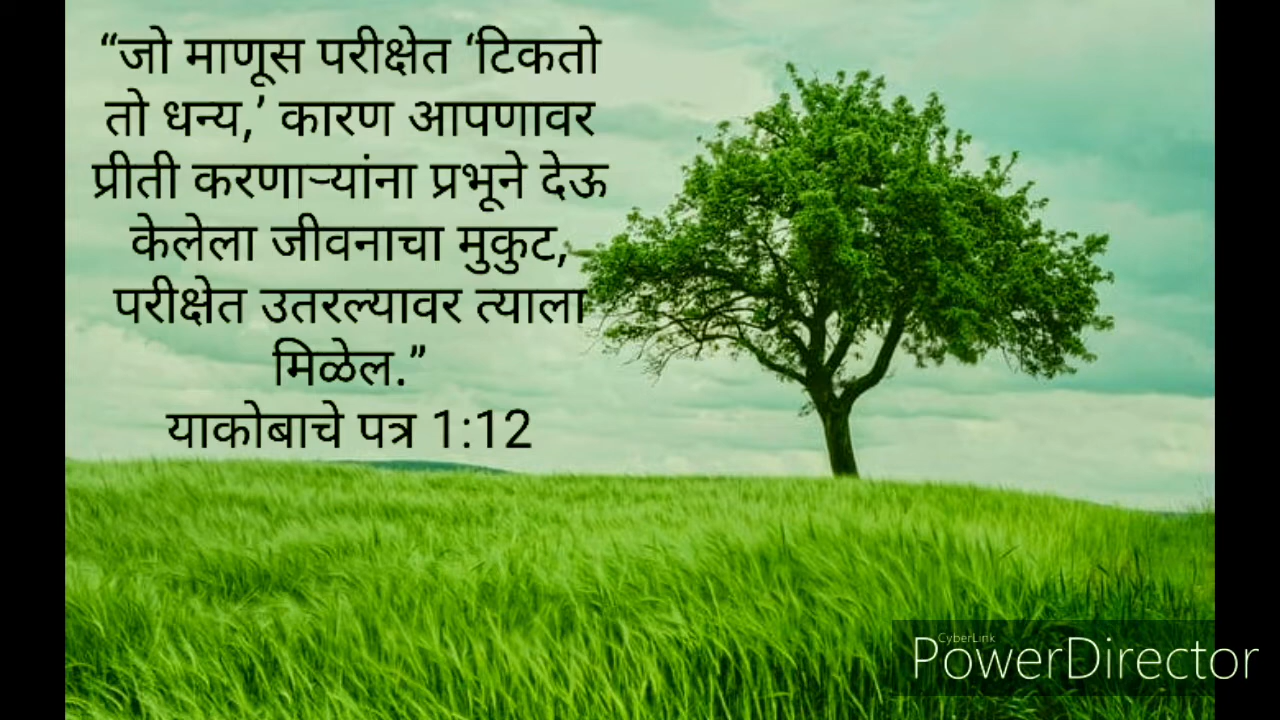 “जो माणूस परीक्षेत ‘टिकतो
तो धन्य,’ कारण आपणावर
प्रीती करणाऱ्यांना प्रभूने देऊ
केलेला जीवनाचा मुकुट,
परीक्षेत उतरल्यावर त्याला
मिळेल.”
याकोबाचे पत्र 1:12
CyberLink
PowerDirector